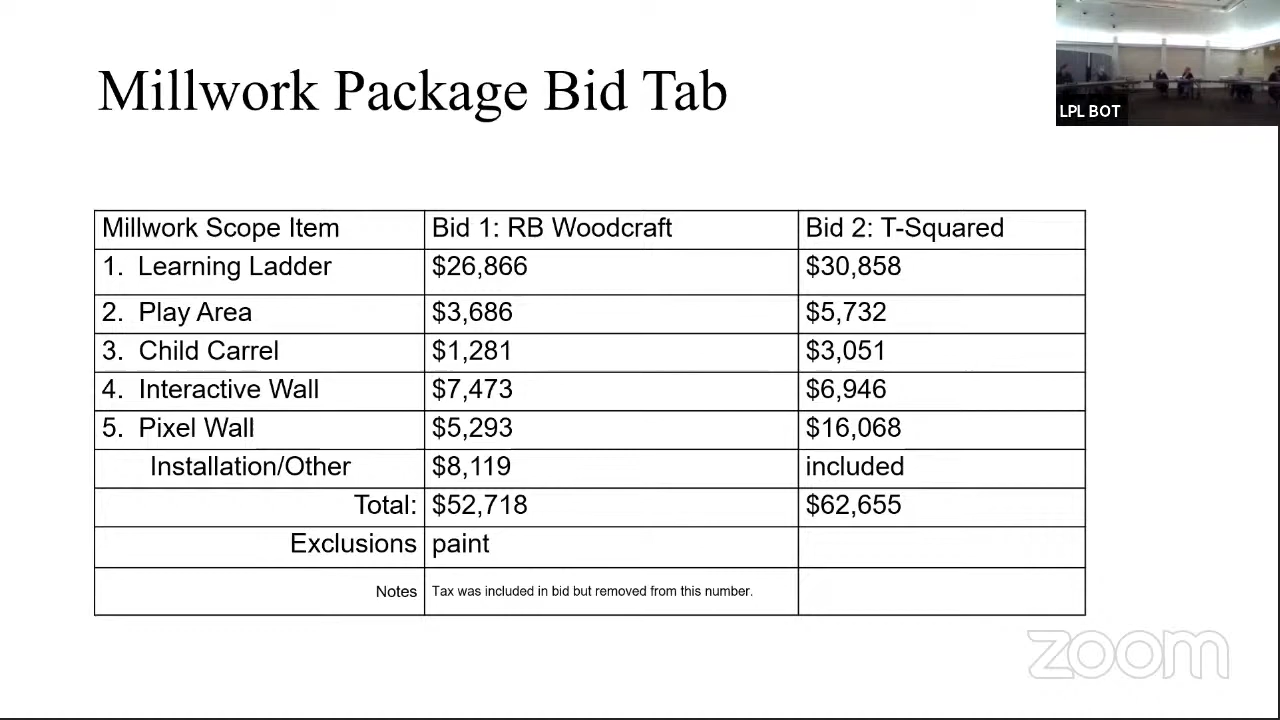 Millwork Package Bid Tab
LPL BOT
Millwork Scope Item Bid 1: RB Woodcraft Bid 2: T-Squared
1. Learning Ladder $26,866 $30,858
2. Play Area $3,686 $5,732
3. Child Carrel $1,281 $3,051
4. Interactive Wall $7,473 $6,946
5. Pixel Wall $5,293 $16,068
Installation/Other $8,119 included
Total: $52,718 $62,655
Exclusions paint
Notes Tax was included in bid but removed from this number.
zoom